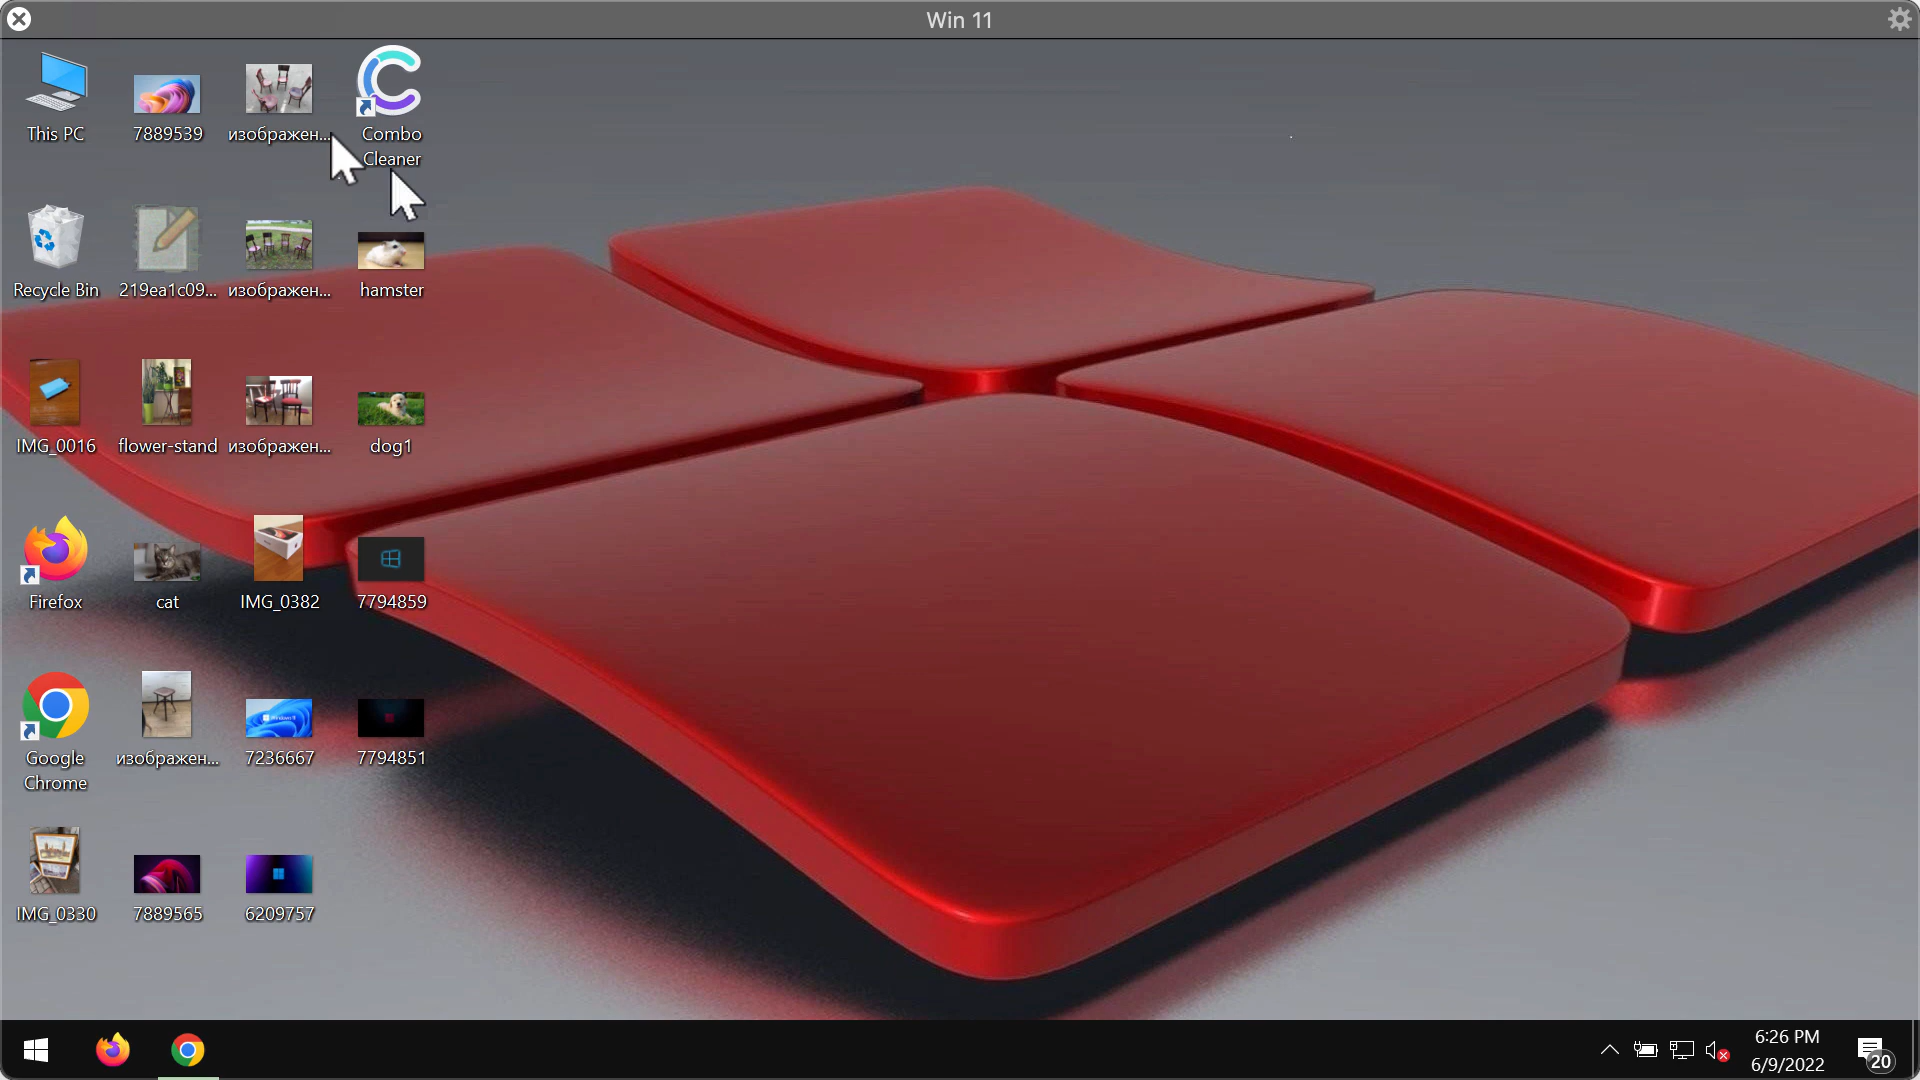 Win 11
This PC
7889539
изображен...
Combo
Cleaner
Recycle Bin
219ea1c09...
изображен...
hamster
IMG_0016
flower-stand
изображен...
dog1
Firefox
cat
IMG_0382
7794859
Google
Chrome
изображен...
7236667
7794851
IMG_0330
7889565
6209757
6:26 PM
6/9/2022
20